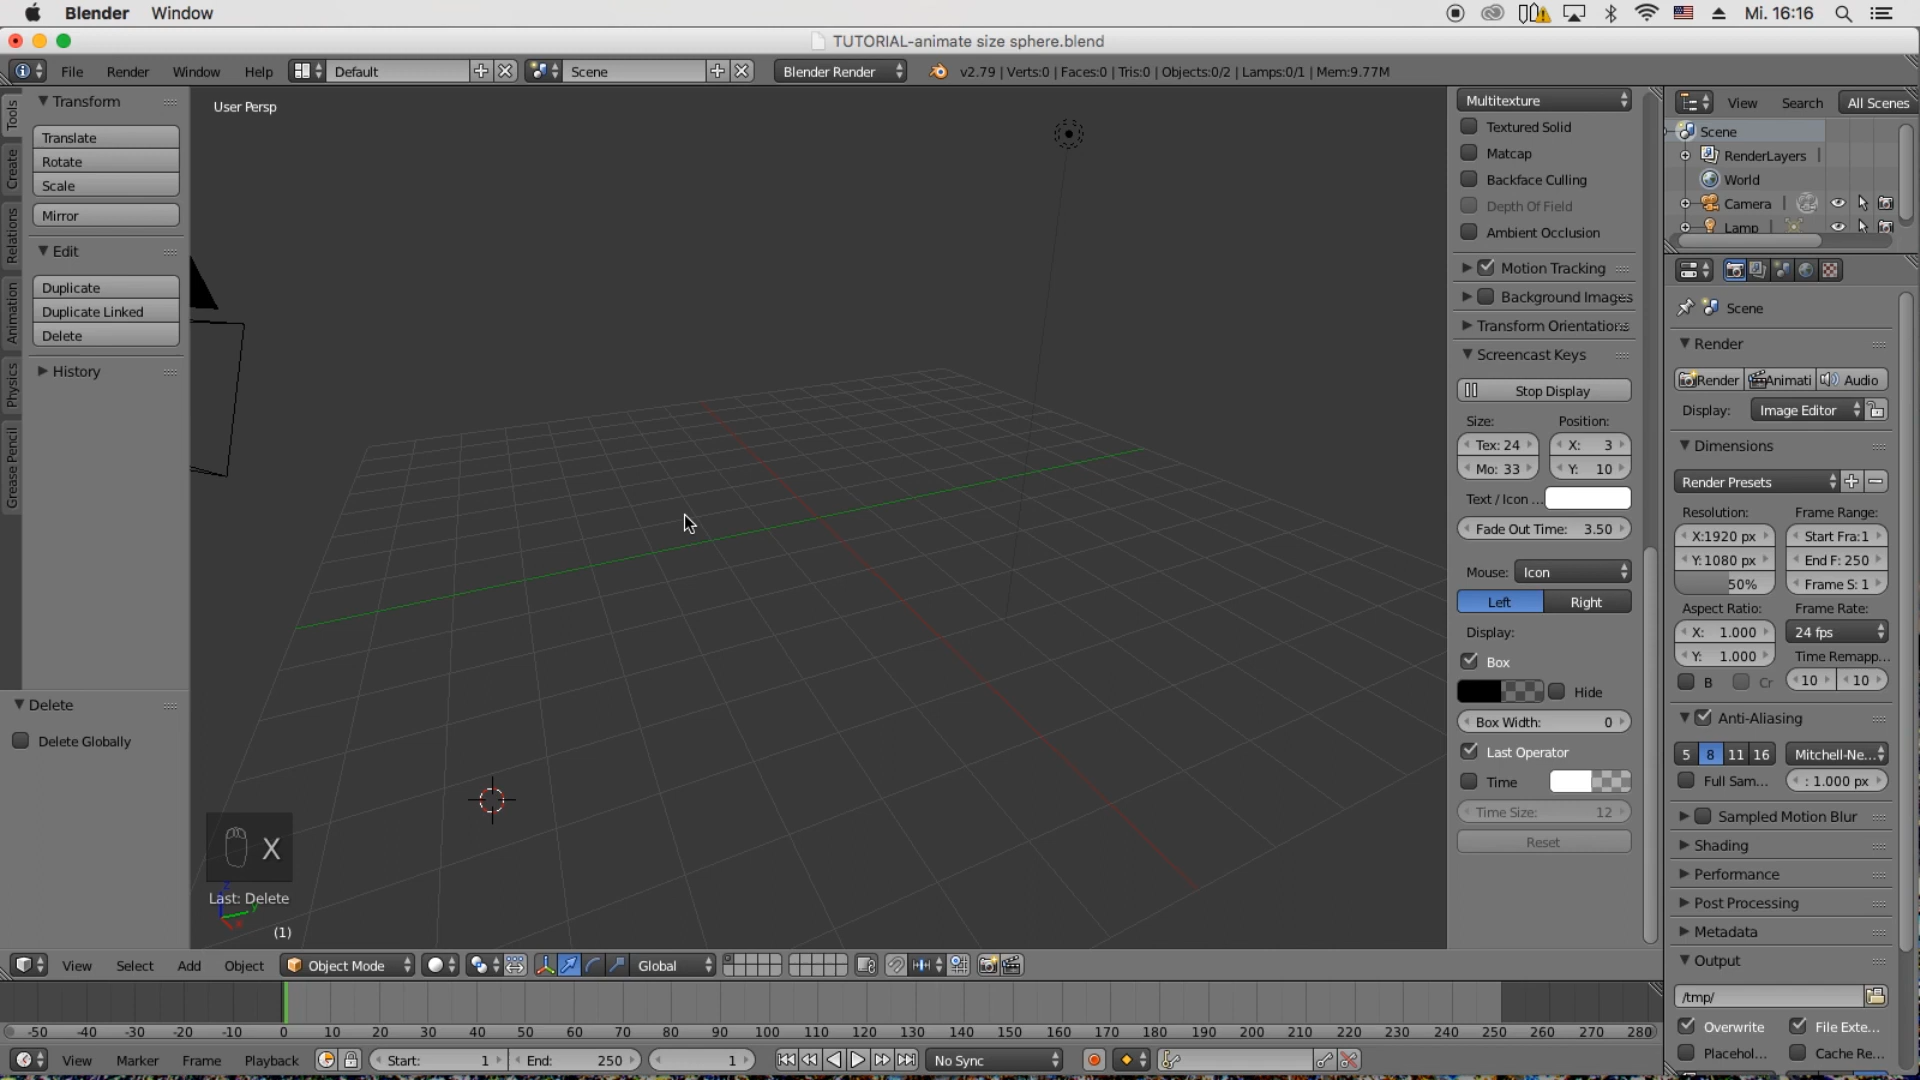 Blender Window Mi. 16:16
TUTORIAL-animate size sphere.blend
File Render Window Help Default Scene Blender Render v2.79 | Verts:0 | Faces:0 | Tris:0 | Objects:0/2 | Lamps:0/1 | Mem:9.77M
Tools
Create
Relations
Animation
Physics
Grease Pencil
Transform
Translate
Rotate
Scale
Mirror
Edit
Duplicate
Duplicate Linked
Delete
History
Delete
Delete Globally
User Persp
X
Last: Delete
(1)
Multitexture
Textured Solid
Matcap
Backface Culling
Depth Of Field
Ambient Occlusion
Motion Tracking
Background Images
Transform Orientations
Screencast Keys
Stop Display
Size: Position:
Tex: 24 X: 3
Mo: 33 Y: 10
Text / Icon ...
Fade Out Time: 3.50
Mouse: Icon
Left Right
Display:
Box
Hide
Box Width: 0
Last Operator
Time
Time Size: 12
Reset
View Search All Scenes
Scene
RenderLayers
World
Camera
Lamp
Scene
Render
Render Animati Audio
Display: Image Editor
Dimensions
Render Presets
Resolution: Frame Range:
X:1920 px Start Fra:1
Y:1080 px End F: 250
50% Frame S: 1
Aspect Ratio: Frame Rate:
X: 1.000 24 fps
Y: 1.000 Time Remapp...
B Cr 10 10
Anti-Aliasing
5 8 11 16 Mitchell-Ne...
Full Sam... : 1.000 px
Sampled Motion Blur
Shading
Performance
Post Processing
Metadata
Output
/tmp/
Overwrite File Exte...
Placehol... Cache Re...
View Select Add Object Object Mode Global
-50 -40 -30 -20 -10 0 10 20 30 40 50 60 70 80 90 100 110 120 130 140 150 160 170 180 190 200 210 220 230 240 250 260 270 280
View Marker Frame Playback Start: 1 End: 250 1 No Sync